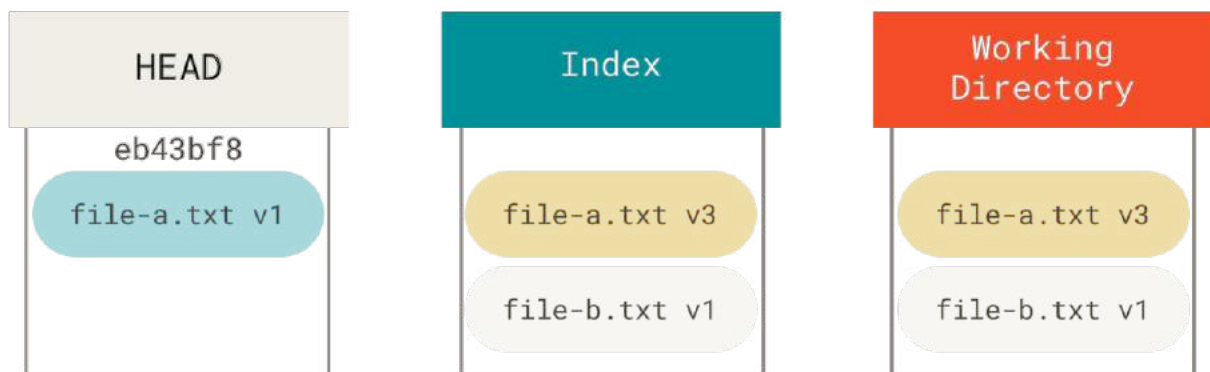 HEAD
Index
Working
Directory
eb43bf8
file-a.txt v1
file-a.txt v3
file-a.txt v3
file-b.txt v1
file-b.txt v1